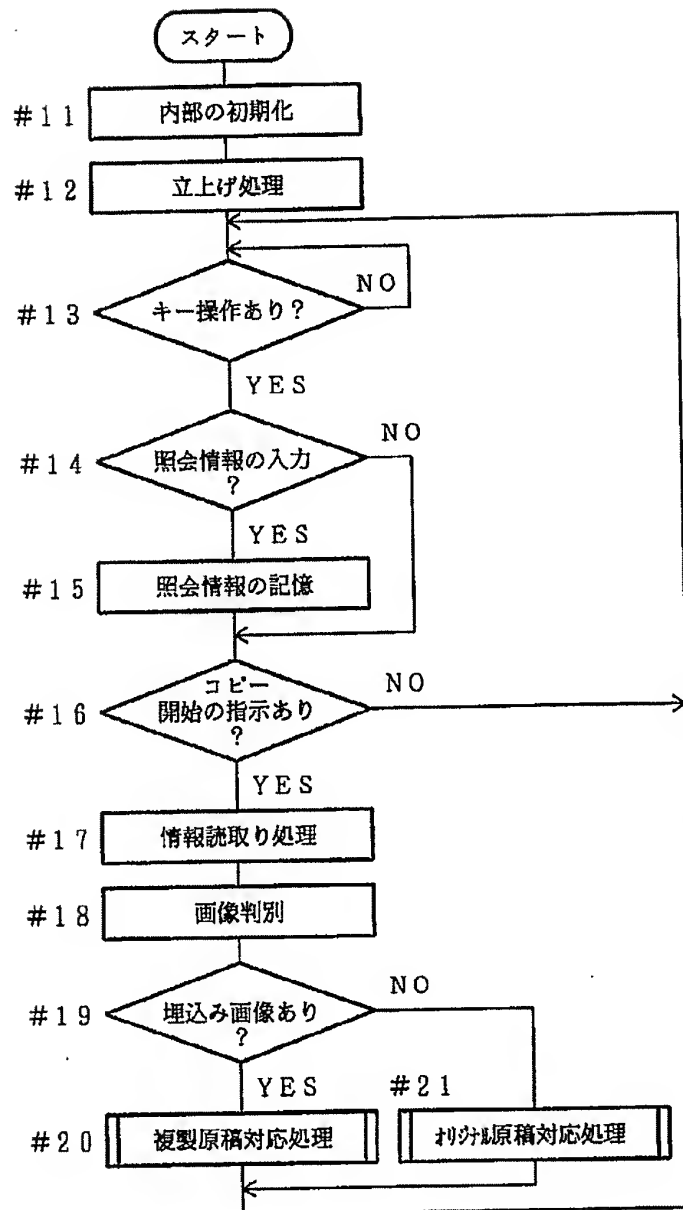 スタート
#11 内部の初期化
#12 立上げ処理
NO
#13 キー操作あり?
YES
NO
#14 照会情報の入力
?
YES
#15 照会情報の記憶
コピー
NO
#16 開始の指示あり
?
YES
#17 情報読取り処理
#18 画像判別
NO
#19 埋込み画像あり
?
YES
#21
#20 複製原稿対応処理
オリジナル原稿対応処理